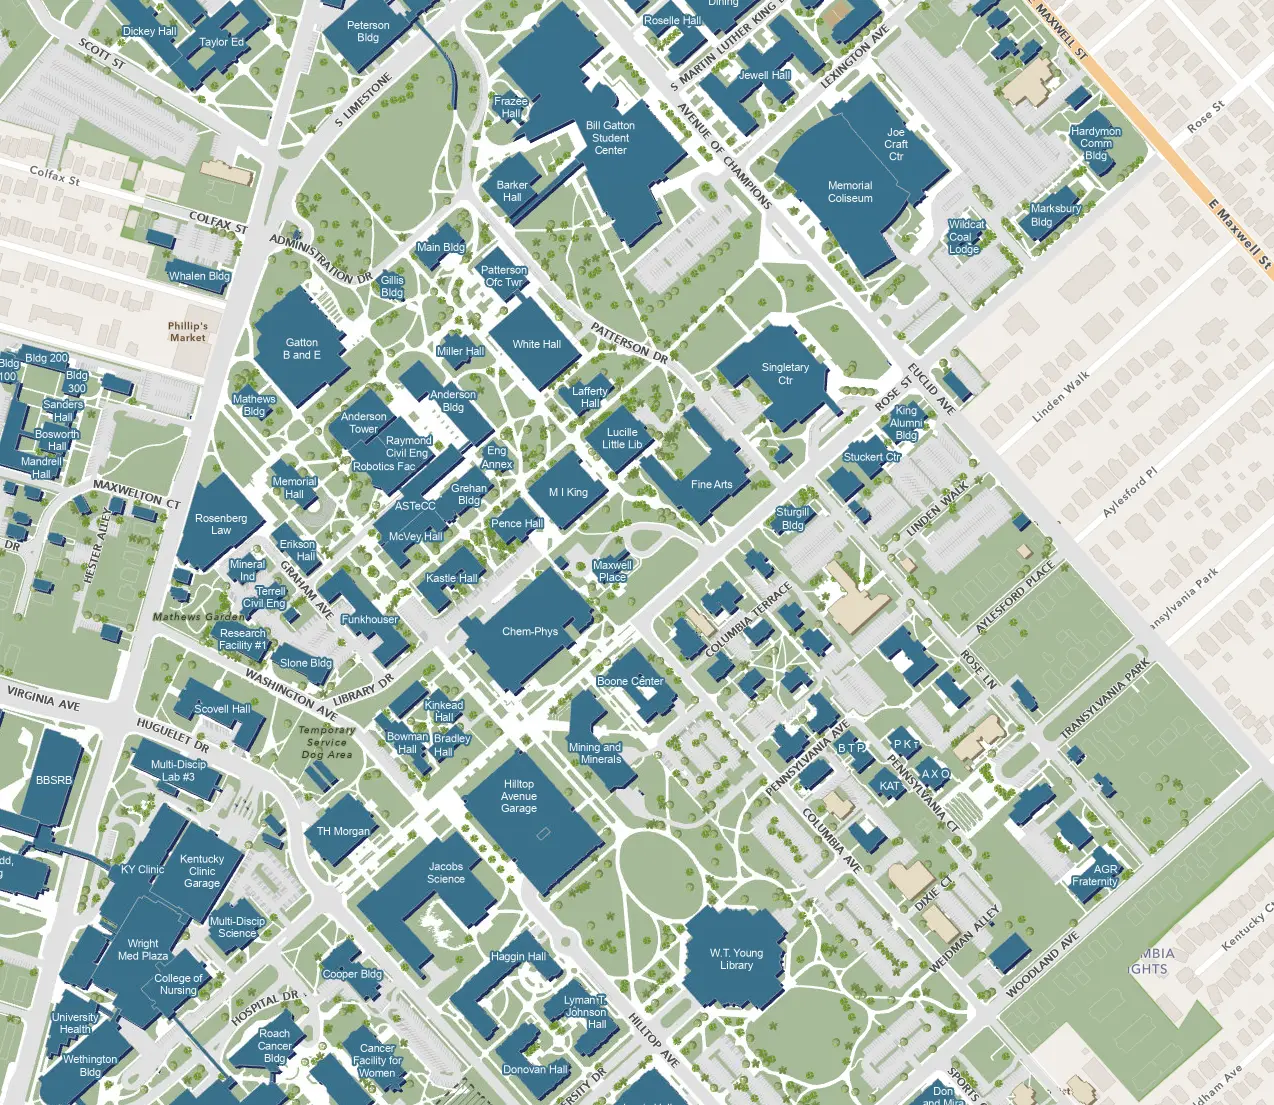 Dickey Hall
Taylor Ed
Peterson
Bldg
Roselle Hall
Dining
S MARTIN LUTHER KING
LEXINGTON AVE
E MAXWELL ST
SCOTT ST
S LIMESTONE
Frazee
Hall
Bill Gatton
Student
Center
Jewell Hall
AVENUE OF CHAMPIONS
Joe
Craft
Ctr
Memorial
Coliseum
Hardymon
Comm
Bldg
Rose St
Colfax St
COLFAX ST
Barker
Hall
Marksbury
Bldg
Wildcat
Coal
Lodge
E Maxwell St
ADMINISTRATION DR
Main Bldg
Whalen Bldg
Gillis
Bldg
Patterson
Ofc Twr
Phillip's
Market
Gatton
B and E
Miller Hall
White Hall
PATTERSON DR
Singletary
Ctr
ROSE ST
EUCLID AVE
Linden Walk
Bldg
100
Bldg 200
Bldg
300
Sanders
Hall
Bosworth
Hall
Mandrell
Hall
Mathews
Bldg
Anderson
Bldg
Lafferty
Hall
Anderson
Tower
Raymond
Civil Eng
Robotics Fac
Eng
Annex
Lucille
Little Lib
King
Alumni
Bldg
Stuckert Ctr
Fine Arts
Aylesford Pl
MAXWELTON CT
HESTER ALLEY
DR
Memorial
Hall
ASTeCC
Grehan
Bldg
M I King
Rosenberg
Law
McVey Hall
Pence Hall
Sturgill
Bldg
LINDEN WALK
Erikson
Hall
Mineral
Ind
Terrell
Civil Eng
GRAHAM AVE
Kastle Hall
Maxwell
Place
AYLESFORD PLACE
COLUMBIA TERRACE
Mathews Garden
Research
Facility #1
Funkhouser
Chem-Phys
Slone Bldg
LIBRARY DR
WASHINGTON AVE
Boone Center
ROSE LN
TRANSYLVANIA PARK
VIRGINIA AVE
HUGUELET DR
Scovell Hall
Temporary
Service
Dog Area
Kinkead
Hall
Bowman
Hall
Bradley
Hall
Mining and
Minerals
PENNSYLVANIA AVE
B T P
P K T
KAT
A X O
PENNSYLVANIA CT
BBSRB
Multi-Discip
Lab #3
Hilltop
Avenue
Garage
TH Morgan
COLUMBIA AVE
KY Clinic
Kentucky
Clinic
Garage
Jacobs
Science
AGR
Fraternity
DIXIE CT
WEIDMAN ALLEY
WOODLAND AVE
Multi-Discip
Science
Wright
Med Plaza
College of
Nursing
Cooper Bldg
Haggin Hall
W.T. Young
Library
University
Health
HOSPITAL DR
Roach
Cancer
Bldg
Cancer
Facility for
Women
Lyman T
Johnson
Hall
Donovan Hall
HILLTOP AVE
Wethington
Bldg
Don
and Mira